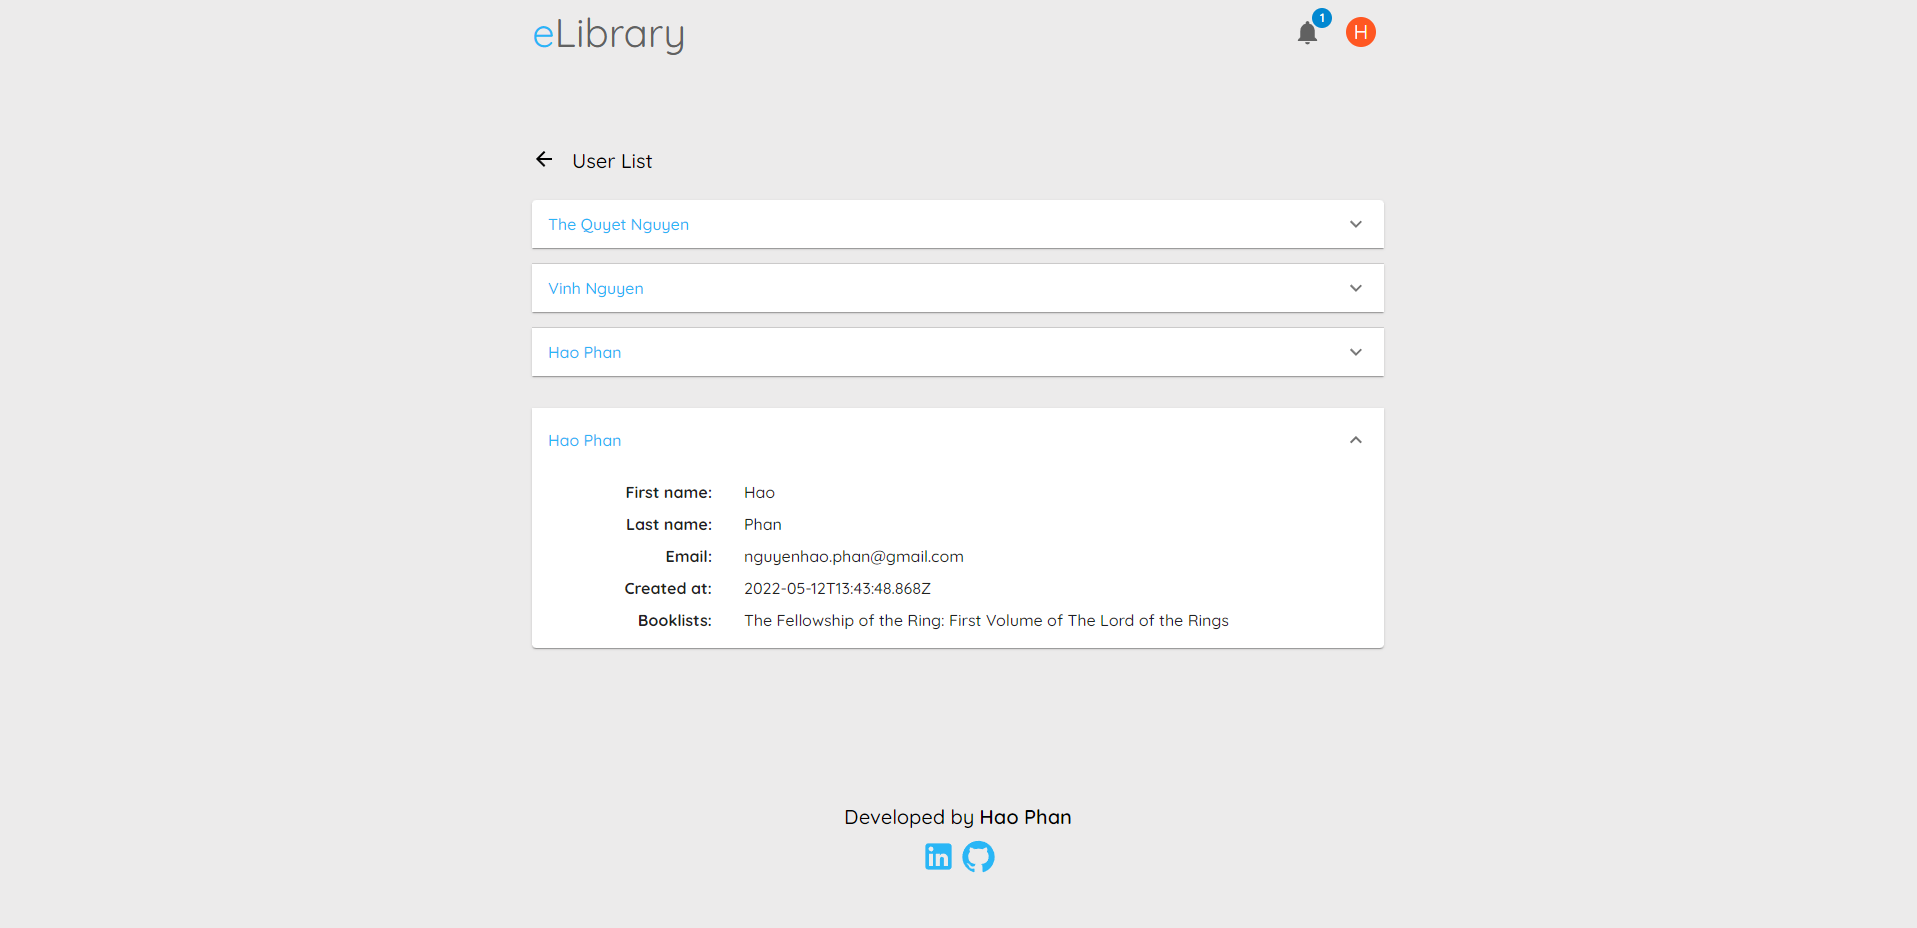 eLibrary
1
H
User List
The Quyet Nguyen
Vinh Nguyen
Hao Phan
Hao Phan
First name: Hao
Last name: Phan
Email: nguyenhao.phan@gmail.com
Created at: 2022-05-12T13:43:48.868Z
Booklists: The Fellowship of the Ring: First Volume of The Lord of the Rings
Developed by Hao Phan
in